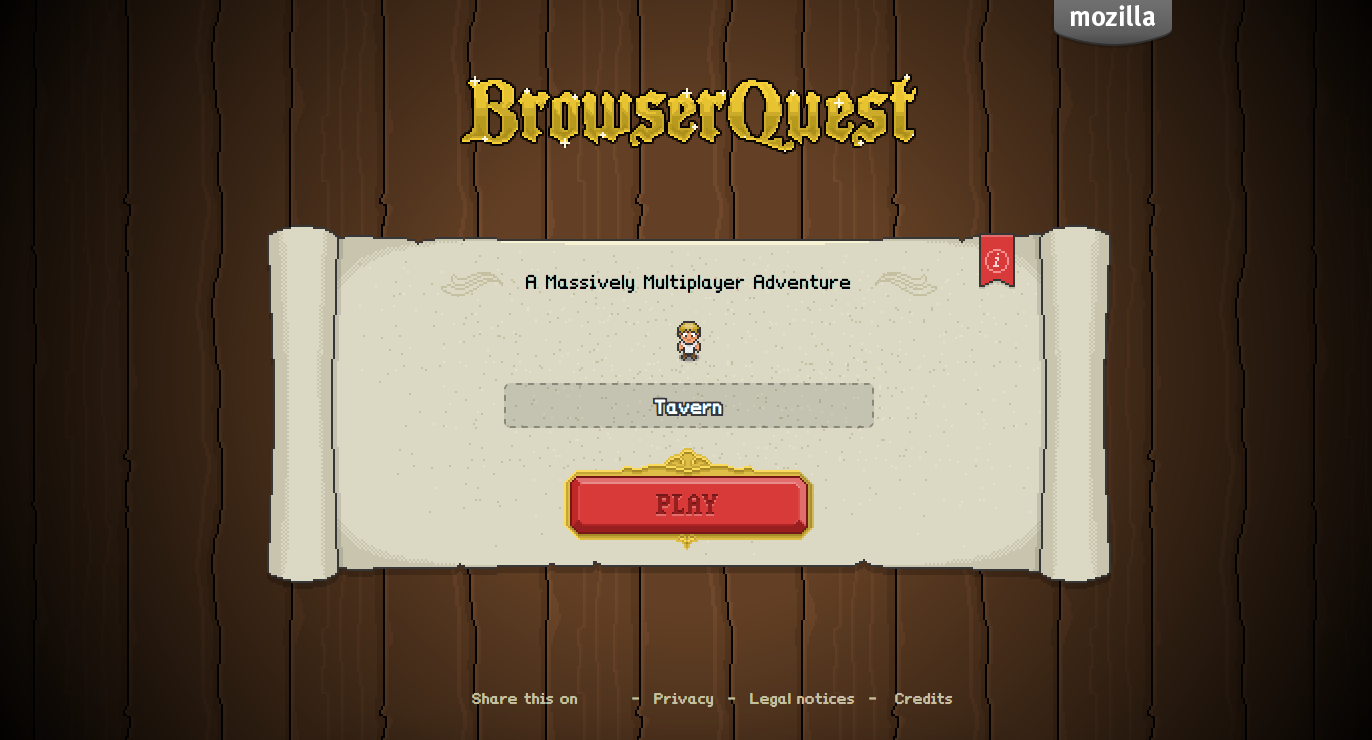 mozilla
BrowserQuest
i
A Massively Multiplayer Adventure
Tavern
PLAY
Share this on - Privacy - Legal notices - Credits